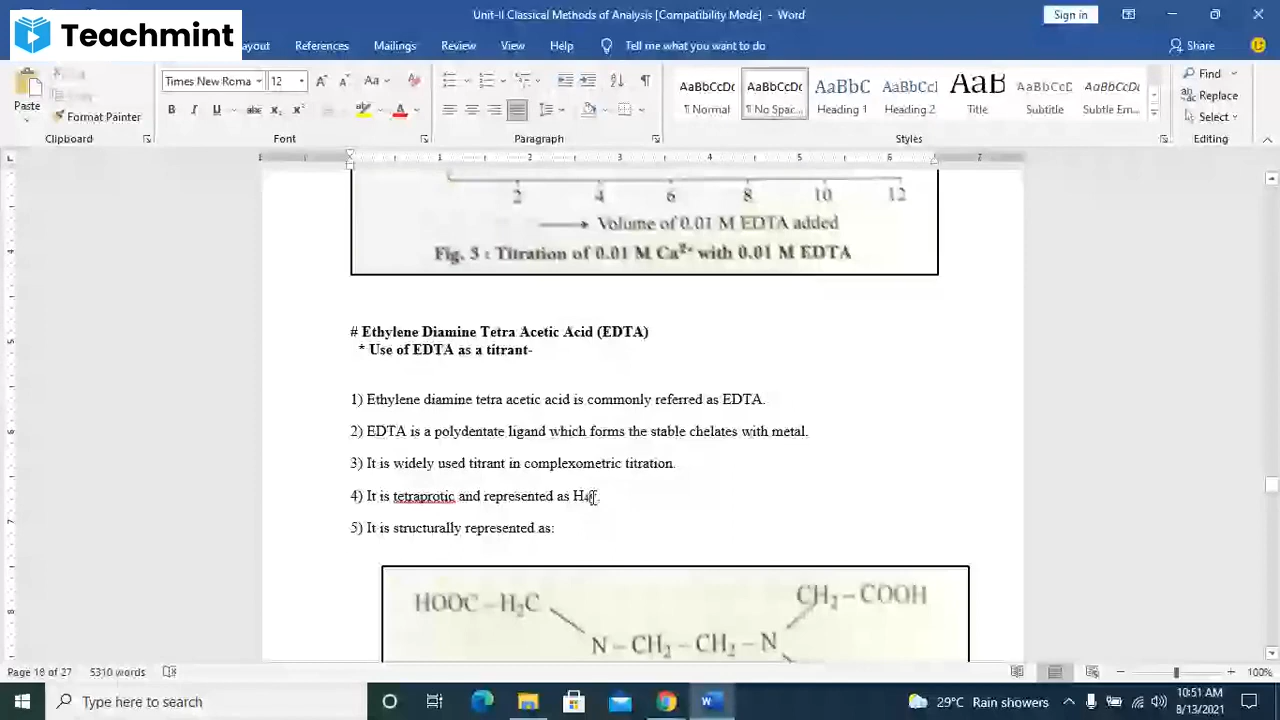 Unit-II Classical Methods of Analysis [Compatibility Mode] - Word
Sign in
Teachmint
References Mailings Review View Help Tell me what you want to do Share
Times New Roma 12
Paste
Format Painter
AaBbCcDc AaBbCcDc AaBbC AaBbCcl AaB AaBbCcD AaBbCcDc
¶ Normal ¶ No Spac... Heading 1 Heading 2 Title Subtitle Subtle Em...
Find
Replace
Select
Clipboard Font Paragraph Styles Editing
2 4 6 8 10 12
Volume of 0.01 M EDTA added
Fig. 3 : Titration of 0.01 M Ca²⁺ with 0.01 M EDTA
# Ethylene Diamine Tetra Acetic Acid (EDTA)
* Use of EDTA as a titrant-
1) Ethylene diamine tetra acetic acid is commonly referred as EDTA.
2) EDTA is a polydentate ligand which forms the stable chelates with metal.
3) It is widely used titrant in complexometric titration.
4) It is tetraprotic and represented as H₄
5) It is structurally represented as:
HOOC – H₂C CH₂ – COOH
N – CH₂ – CH₂ – N
Page 18 of 27 5310 words 100%
Type here to search
29°C Rain showers
10:51 AM
8/13/2021